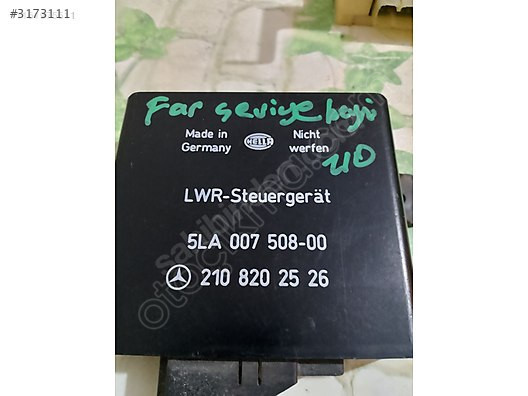 #3173111
Far seviye beyi
210
Made in
Germany
HELLA
Nicht
werfen
LWR-Steuergerät
5LA 007 508-00
210 820 25 26